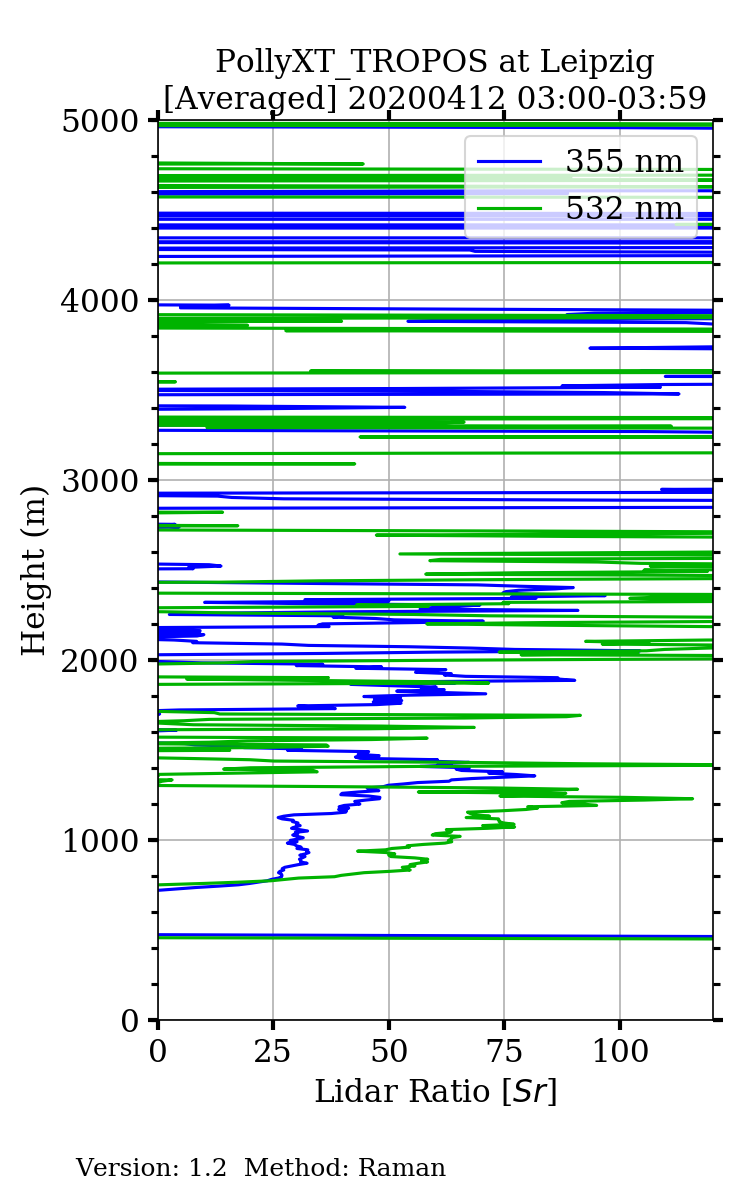 PollyXT_TROPOS at Leipzig
[Averaged] 20200412 03:00-03:59
355 nm
532 nm
5000
4000
3000
2000
1000
0
Height (m)
0 25 50 75 100
Lidar Ratio [Sr]
Version: 1.2 Method: Raman